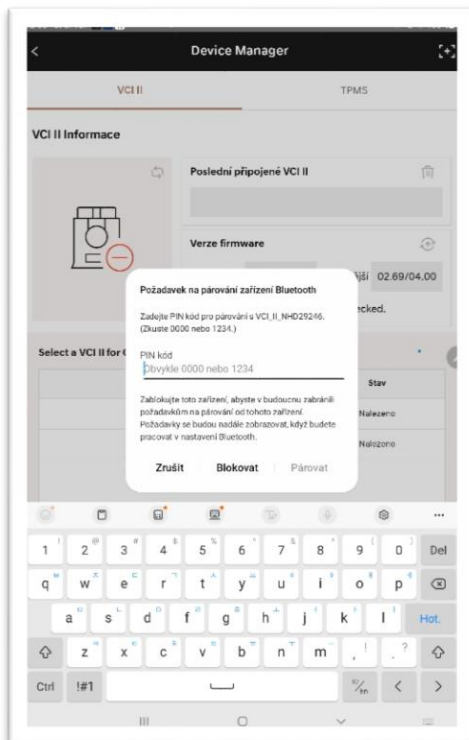 Device Manager
VCI II
TPMS
VCI II Informace
Poslední připojené VCI II
Verze firmware
jší 02.69/04.00
ecked.
Select a VCI II for C
Stav
Nalezeno
Nalezeno
Požadavek na párování zařízení Bluetooth
Zadejte PIN kód pro párování s VCI_II_NHD29246.
(Zkuste 0000 nebo 1234.)
PIN kód
Obvykle 0000 nebo 1234
Zablokujte toto zařízení, abyste v budoucnu zabránili
požadavkům na párování od tohoto zařízení.
Požadavky se budou nadále zobrazovat, když budete
pracovat v nastavení Bluetooth.
Zrušit Blokovat Párovat
1 2 3 4 5 6 7 8 9 0 Del
q w e r t y u i o p
a s d f g h j k l Hot.
z x c v b n m , ! . ?
Ctrl !#1 < >